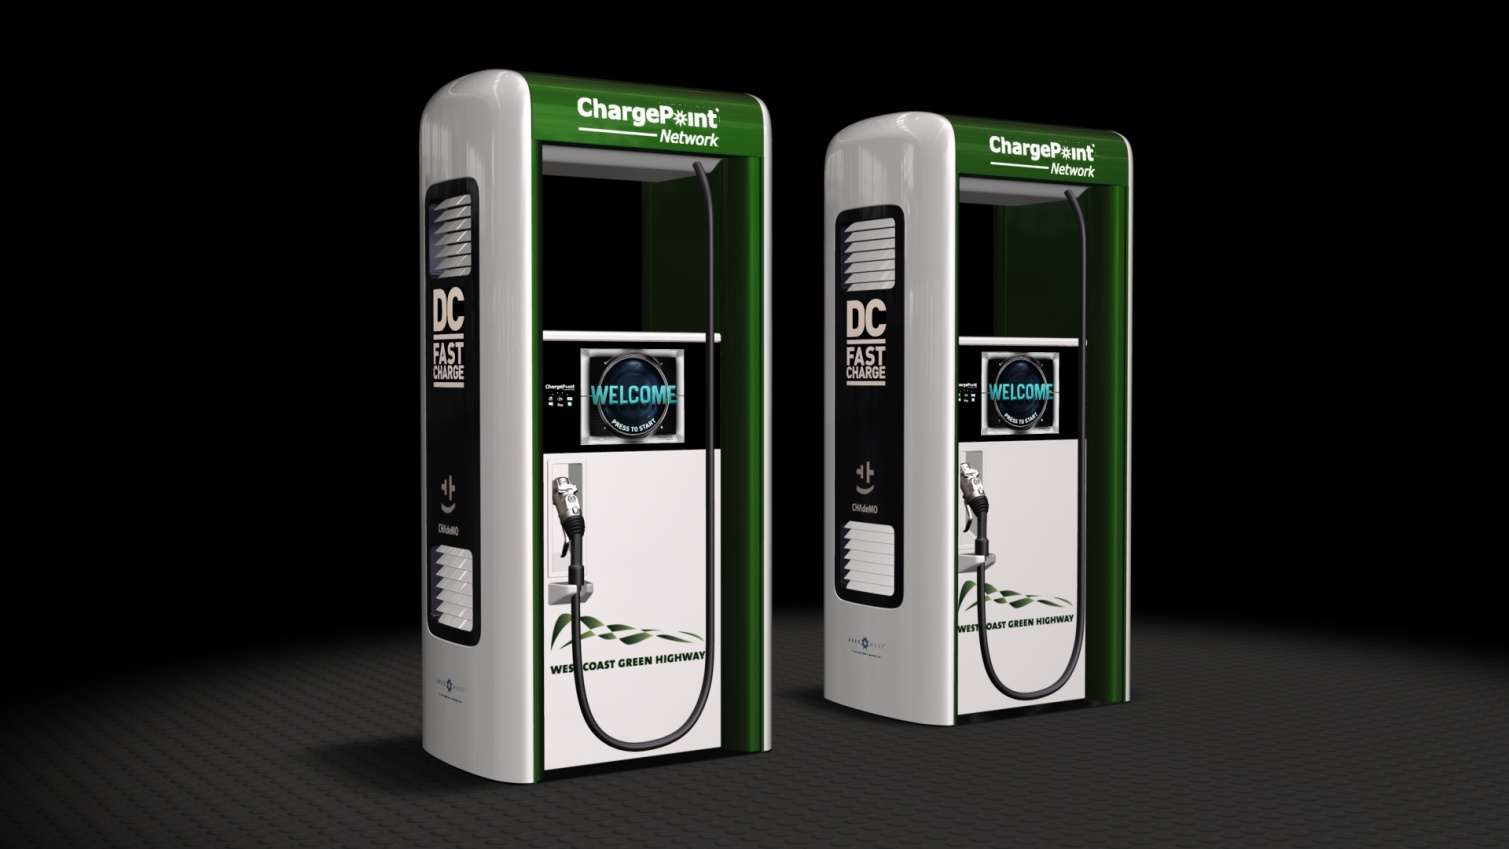 ChargePoint
Network
DC
FAST
CHARGE
ChargePoint
WELCOME
PRESS TO START
CHAdeMO
WEST COAST GREEN HIGHWAY
ChargePoint
Network
DC
FAST
CHARGE
WELCOME
PRESS TO START
CHAdeMO
WEST COAST GREEN HIGHWAY